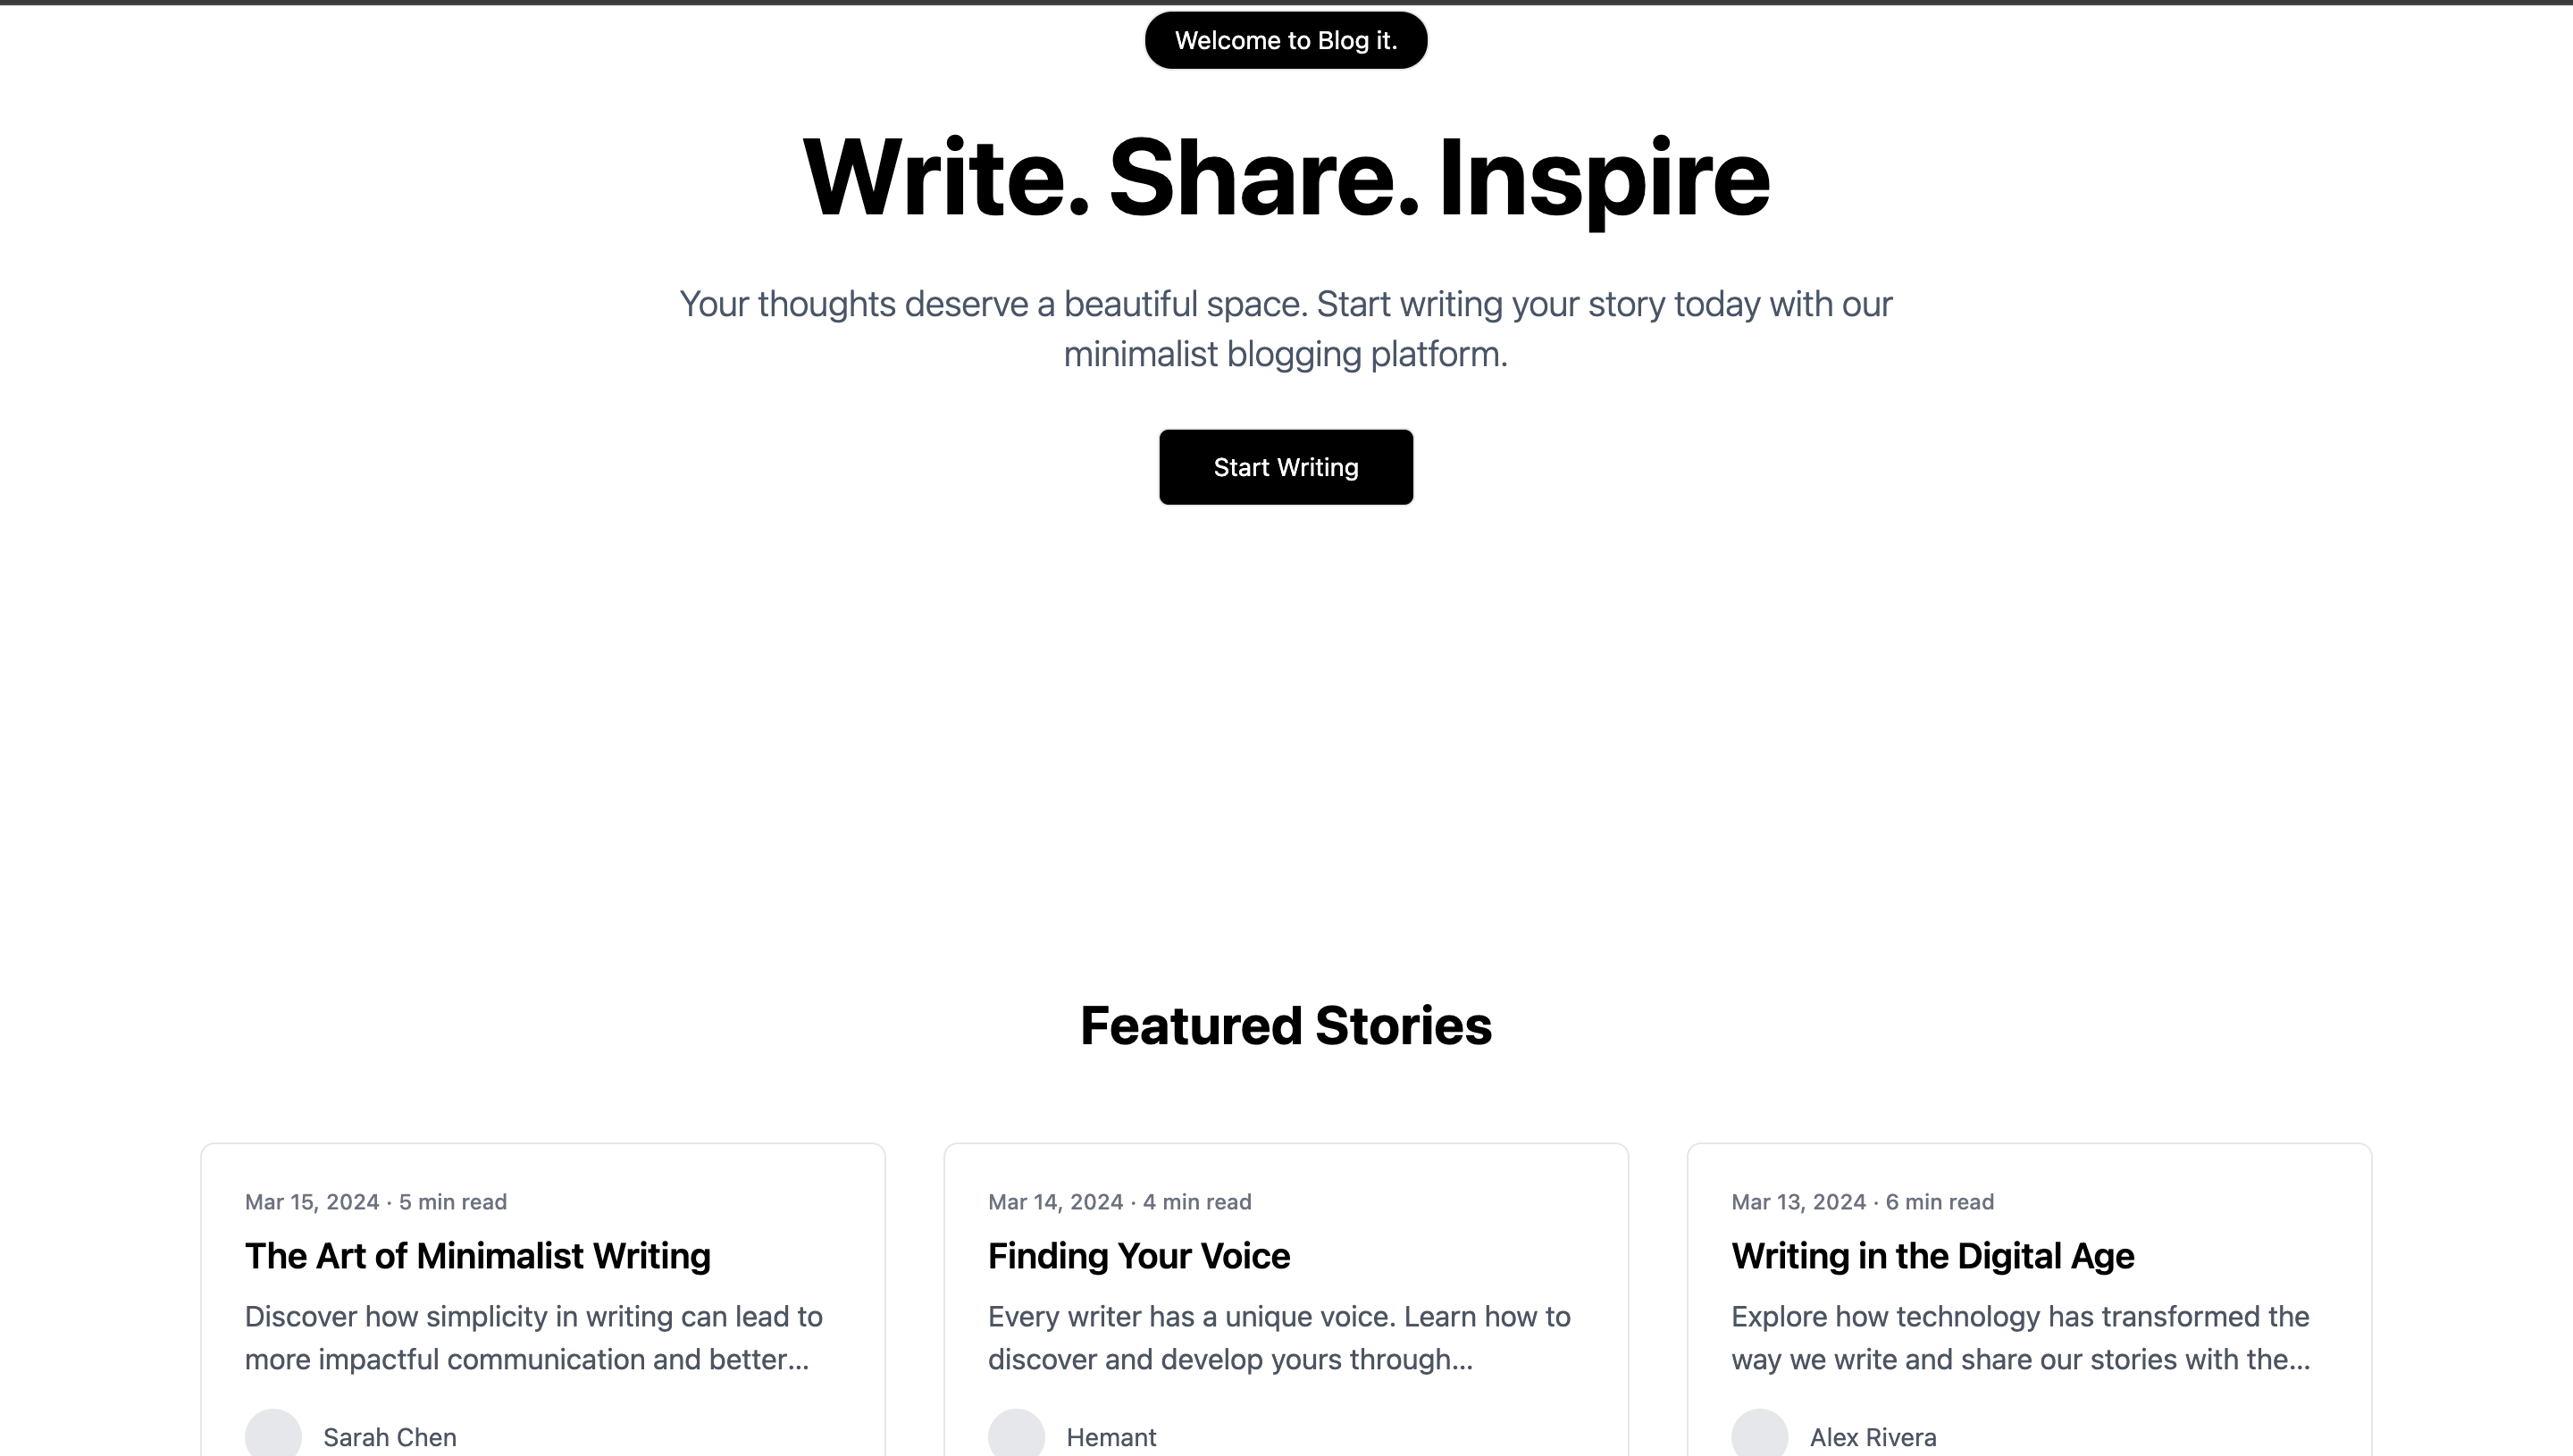 Welcome to Blog it.
Write. Share. Inspire
Your thoughts deserve a beautiful space. Start writing your story today with our
minimalist blogging platform.
Start Writing
Featured Stories
Mar 15, 2024 · 5 min read
The Art of Minimalist Writing
Discover how simplicity in writing can lead to
more impactful communication and better...
Sarah Chen
Mar 14, 2024 · 4 min read
Finding Your Voice
Every writer has a unique voice. Learn how to
discover and develop yours through...
Hemant
Mar 13, 2024 · 6 min read
Writing in the Digital Age
Explore how technology has transformed the
way we write and share our stories with the...
Alex Rivera